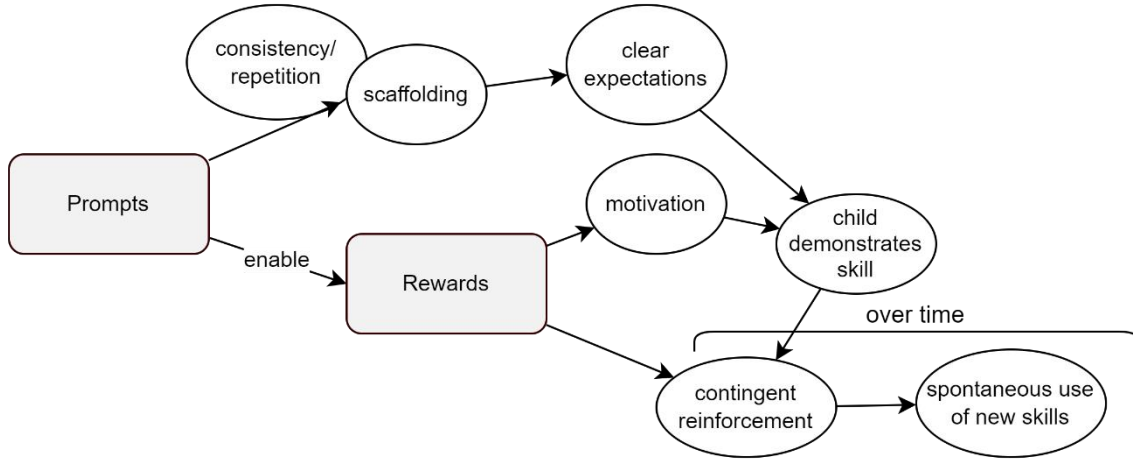 consistency/
repetition
scaffolding
clear
expectations
Prompts
motivation
child
demonstrates
skill
enable
Rewards
over time
contingent
reinforcement
spontaneous use
of new skills